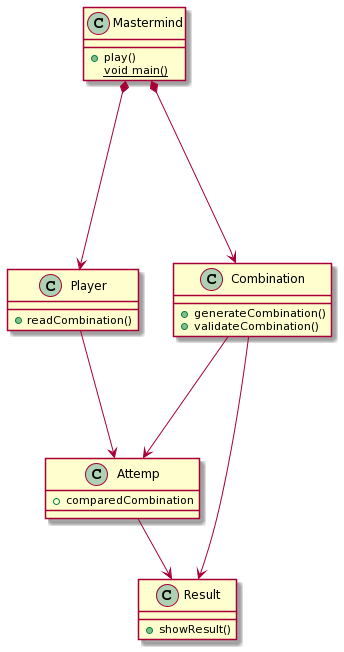 C Mastermind
play()
void main()
C Player
readCombination()
C Combination
generateCombination()
validateCombination()
C Attemp
comparedCombination
C Result
showResult()